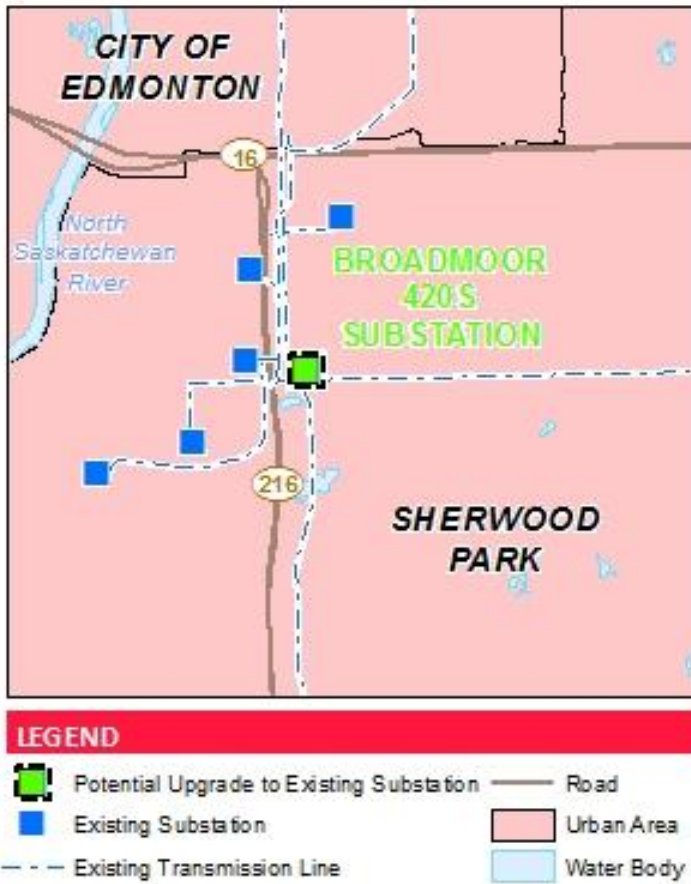 CITY OF
EDMONTON
16
North
Saskatchewan
River
BROADMOOR
420S
SUBSTATION
216
SHERWOOD
PARK
LEGEND
Potential Upgrade to Existing Substation
Road
Existing Substation
Urban Area
Existing Transmission Line
Water Body